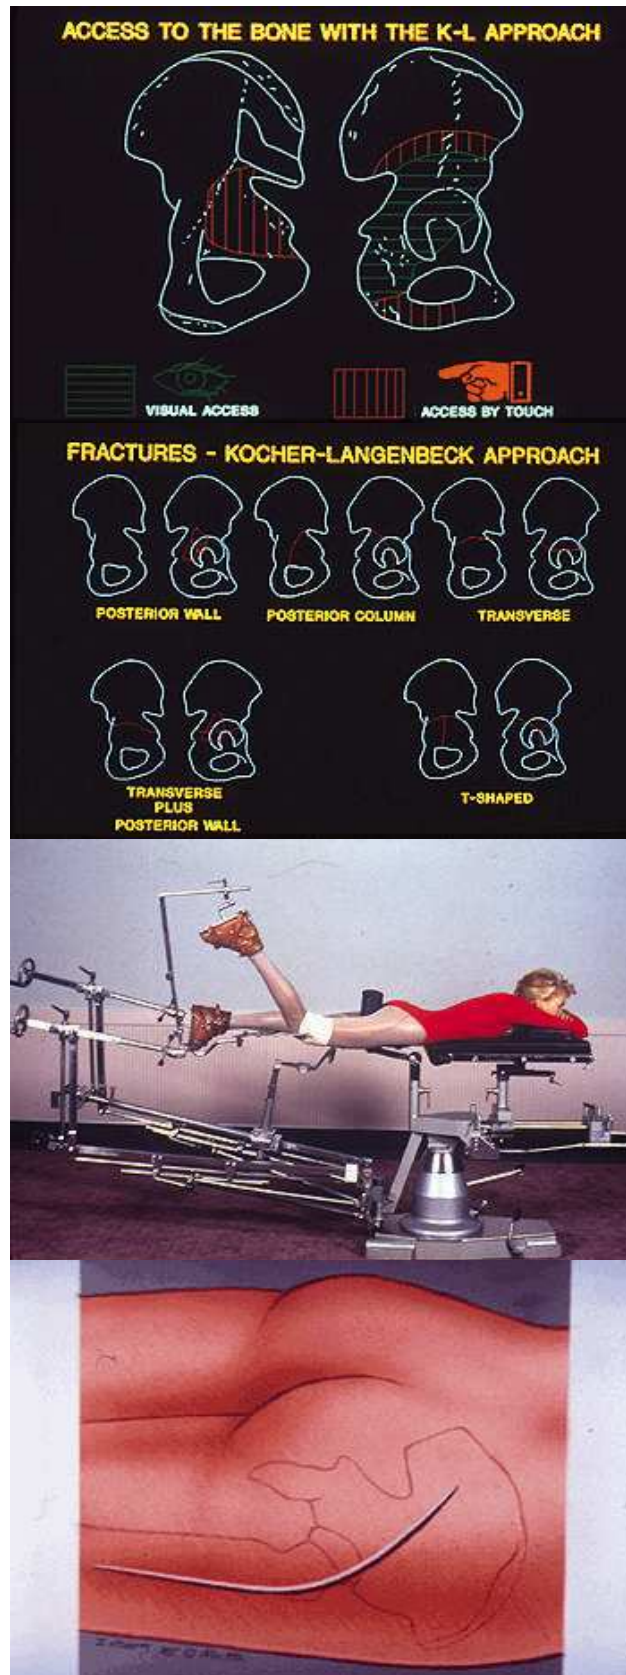 ACCESS TO THE BONE WITH THE K-L APPROACH
VISUAL ACCESS
ACCESS BY TOUCH
FRACTURES - KOCHER-LANGENBECK APPROACH
POSTERIOR WALL
POSTERIOR COLUMN
TRANSVERSE
TRANSVERSE
PLUS
POSTERIOR WALL
T-SHAPED